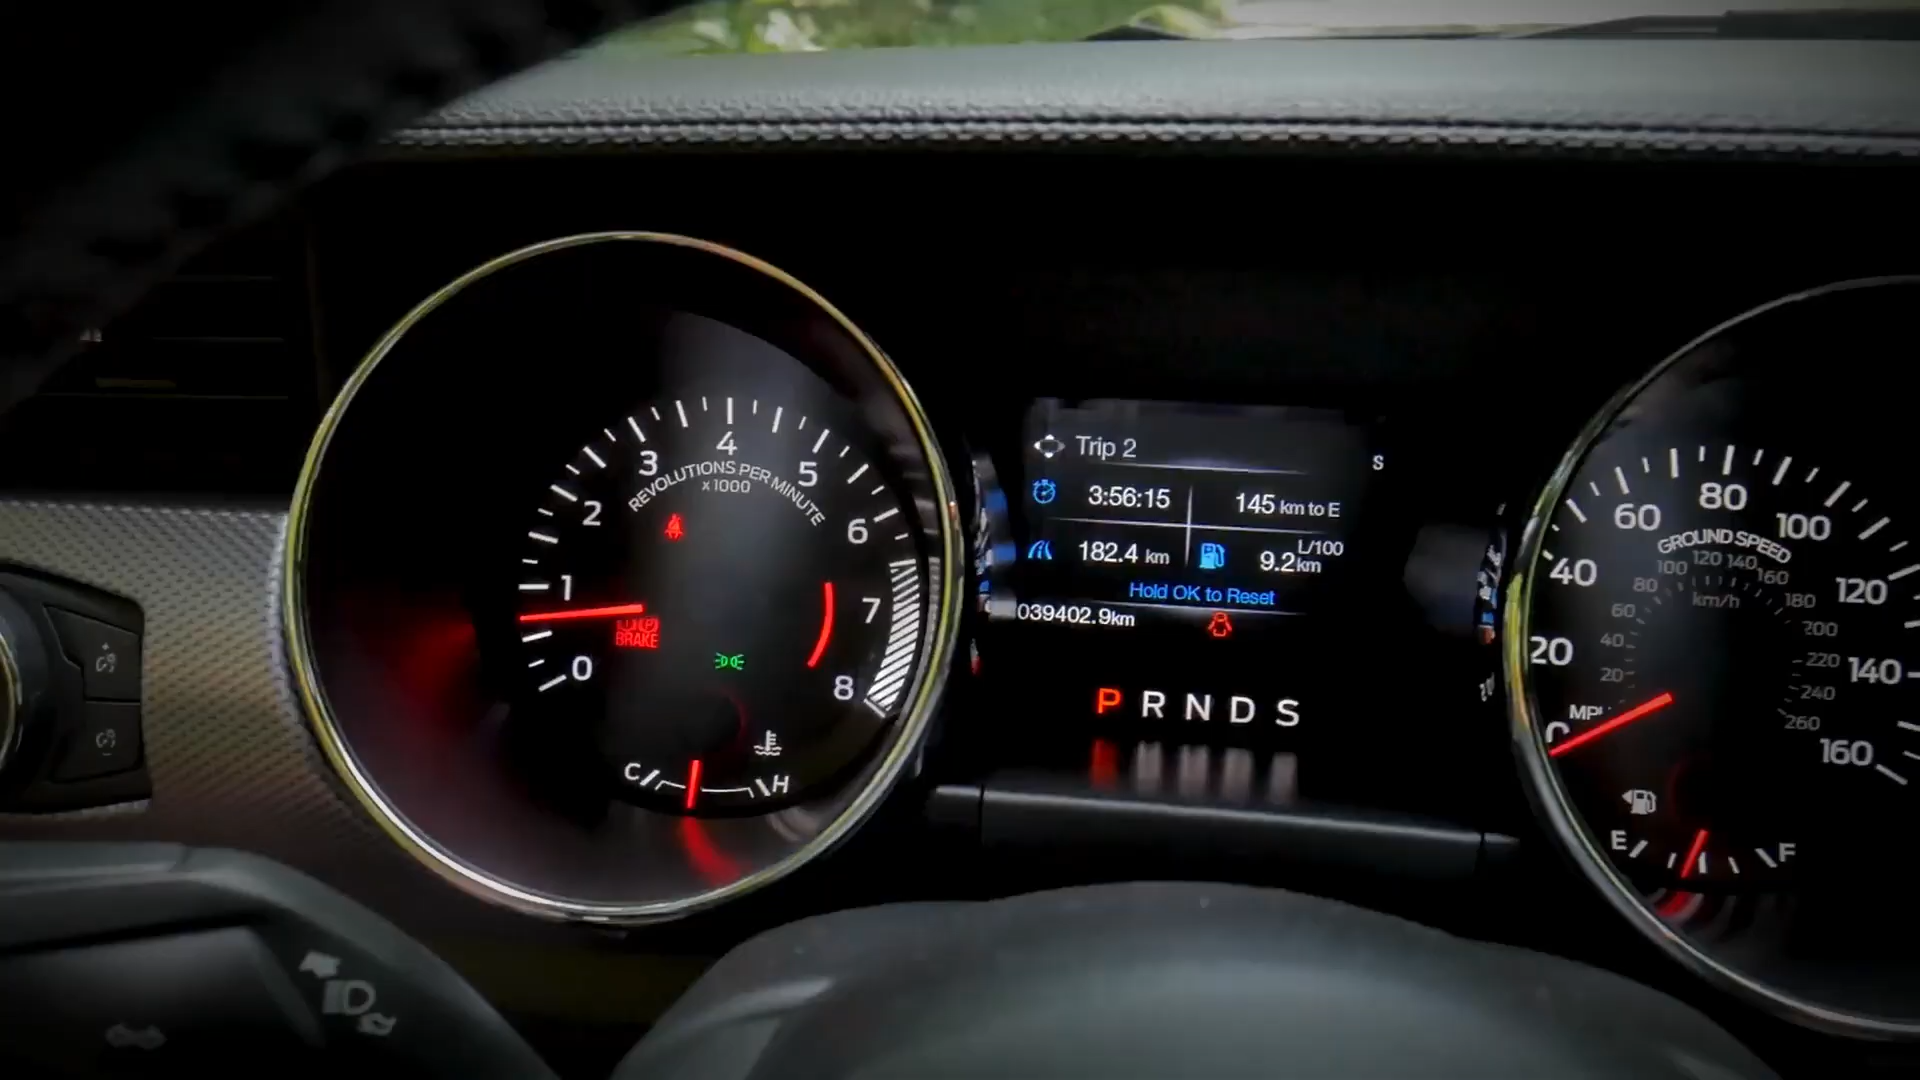 0 1 2 3 4 5 6 7 8
REVOLUTIONS PER MINUTE
x1000
BRAKE
C H
Trip 2
S
3:56:15 145 km to E
182.4 km 9.2 L/100 km
Hold OK to Reset
039402.9km
P R N D S
0 20 40 60 80 100 120 140 160
GROUND SPEED
MPH
20 40 60 80 100 120 140 160 180 200 220 240 260
km/h
E F